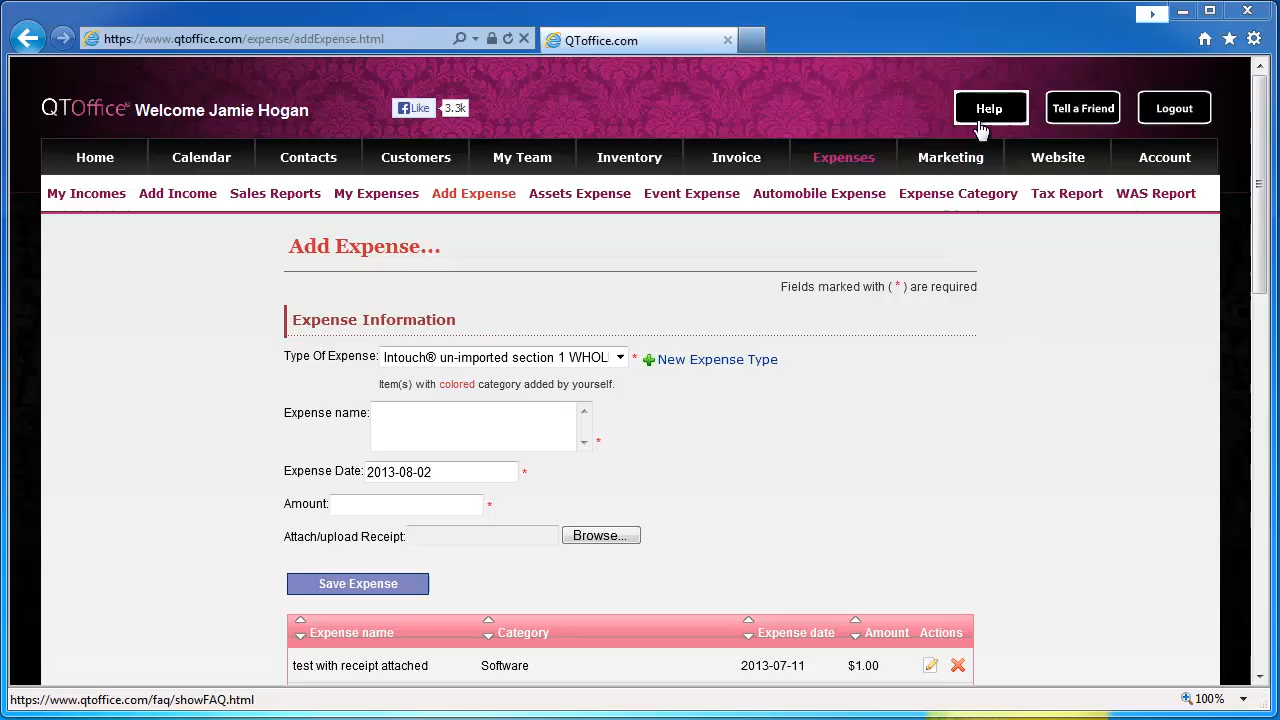 https://www.qtoffice.com/expense/addExpense.html
QToffice.com
QTOffice® Welcome Jamie Hogan
Like 3.3k
Help
Tell a Friend
Logout
Home Calendar Contacts Customers My Team Inventory Invoice Expenses Marketing Website Account
My Incomes Add Income Sales Reports My Expenses Add Expense Assets Expense Event Expense Automobile Expense Expense Category Tax Report WAS Report
Add Expense...
Fields marked with ( * ) are required
Expense Information
Type Of Expense: Intouch® un-imported section 1 WHOL * New Expense Type
Item(s) with colored category added by yourself.
Expense name: *
Expense Date: 2013-08-02 *
Amount: *
Attach/upload Receipt: Browse...
Save Expense
Expense name Category Expense date Amount Actions
test with receipt attached Software 2013-07-11 $1.00
https://www.qtoffice.com/faq/showFAQ.html
100%